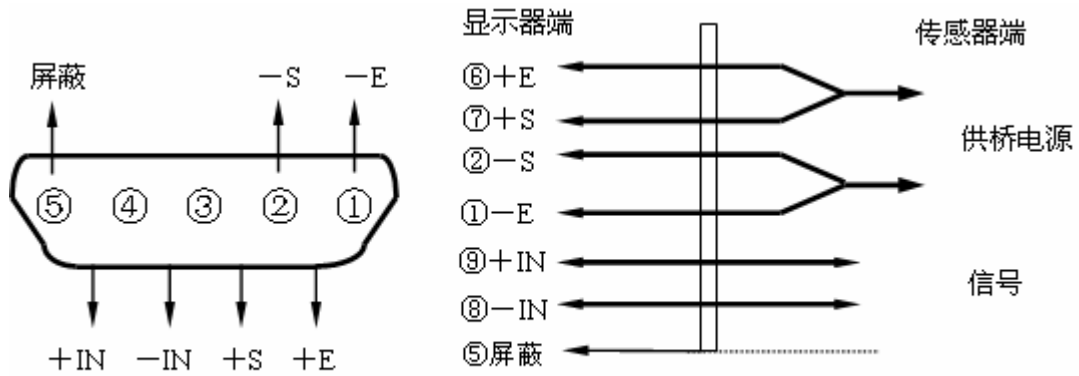 屏蔽
－S
－E
⑤ ④ ③ ② ①
＋IN －IN ＋S ＋E
显示器端
传感器端
⑥＋E
⑦＋S
供桥电源
②－S
①－E
⑨＋IN
信号
⑧－IN
⑤屏蔽